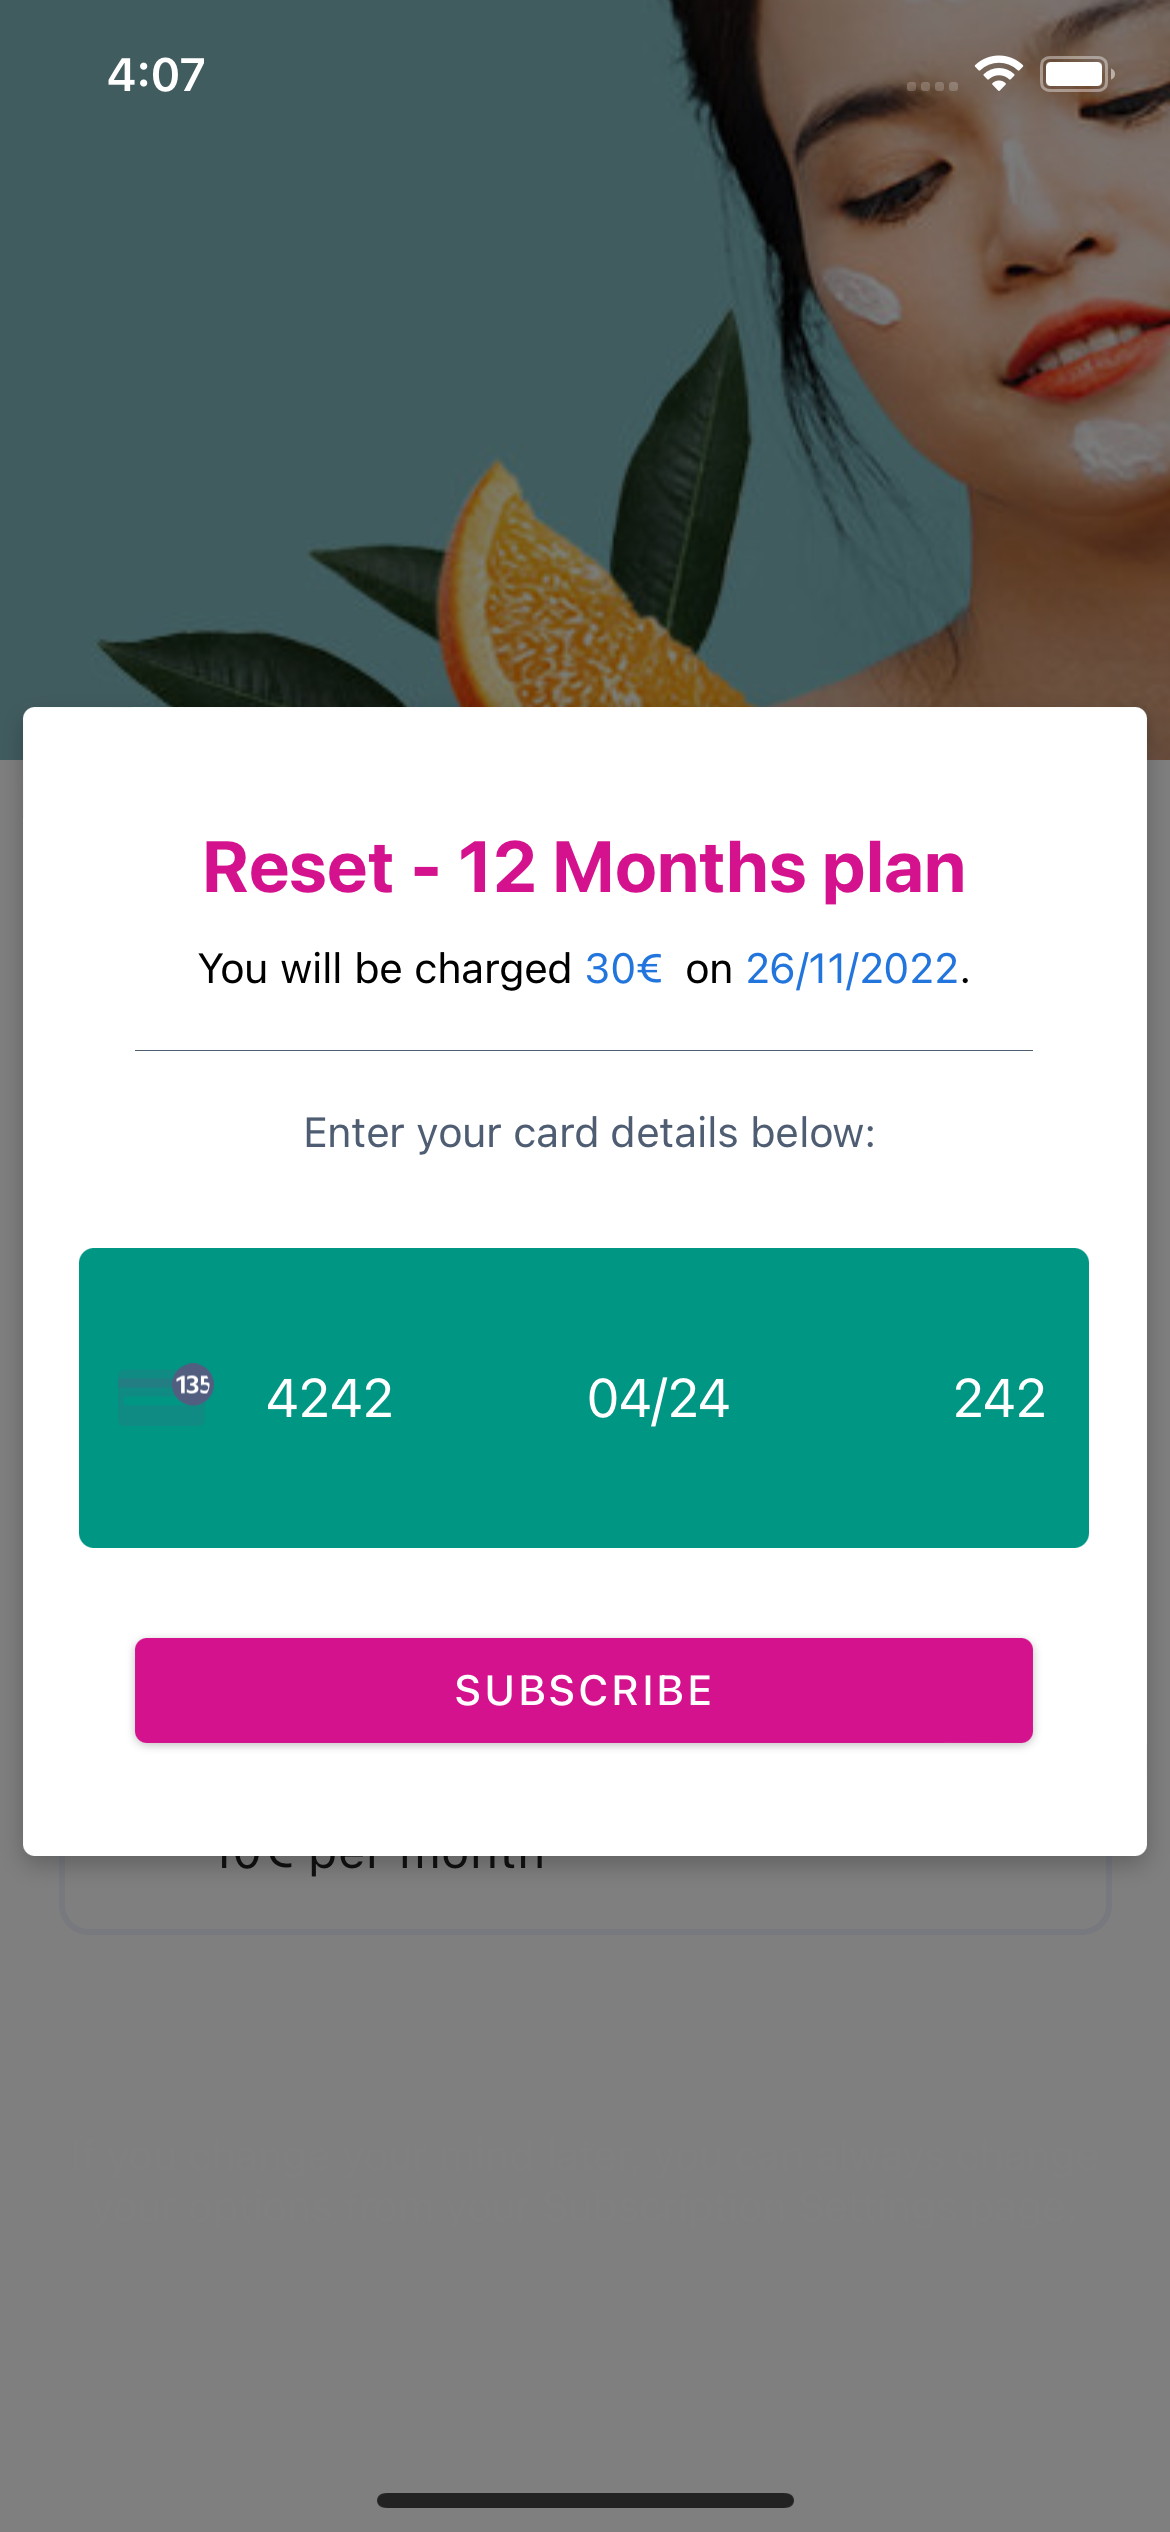 4:07
Reset - 12 Months plan
You will be charged 30€ on 26/11/2022.
Enter your card details below:
135 4242 04/24 242
SUBSCRIBE
10€ per month